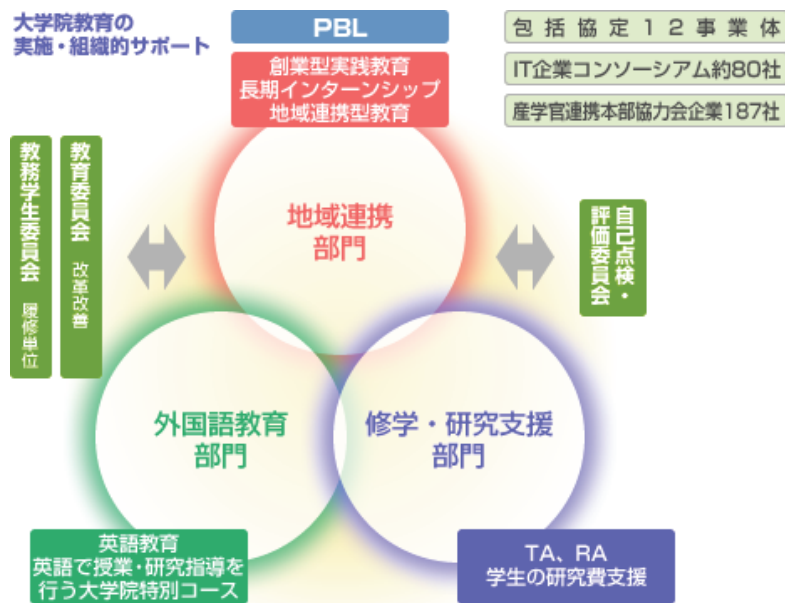 大学院教育の
実施・組織的サポート
PBL
創業型実践教育
長期インターンシップ
地域連携型教育
包括協定12事業体
IT企業コンソーシアム約80社
産学官連携本部協力会企業187社
教務学生委員会 履修単位
教育委員会 改革改善
地域連携
部門
自己点検・
評価委員会
外国語教育
部門
修学・研究支援
部門
英語教育
英語で授業・研究指導を
行う大学院特別コース
TA、RA
学生の研究費支援